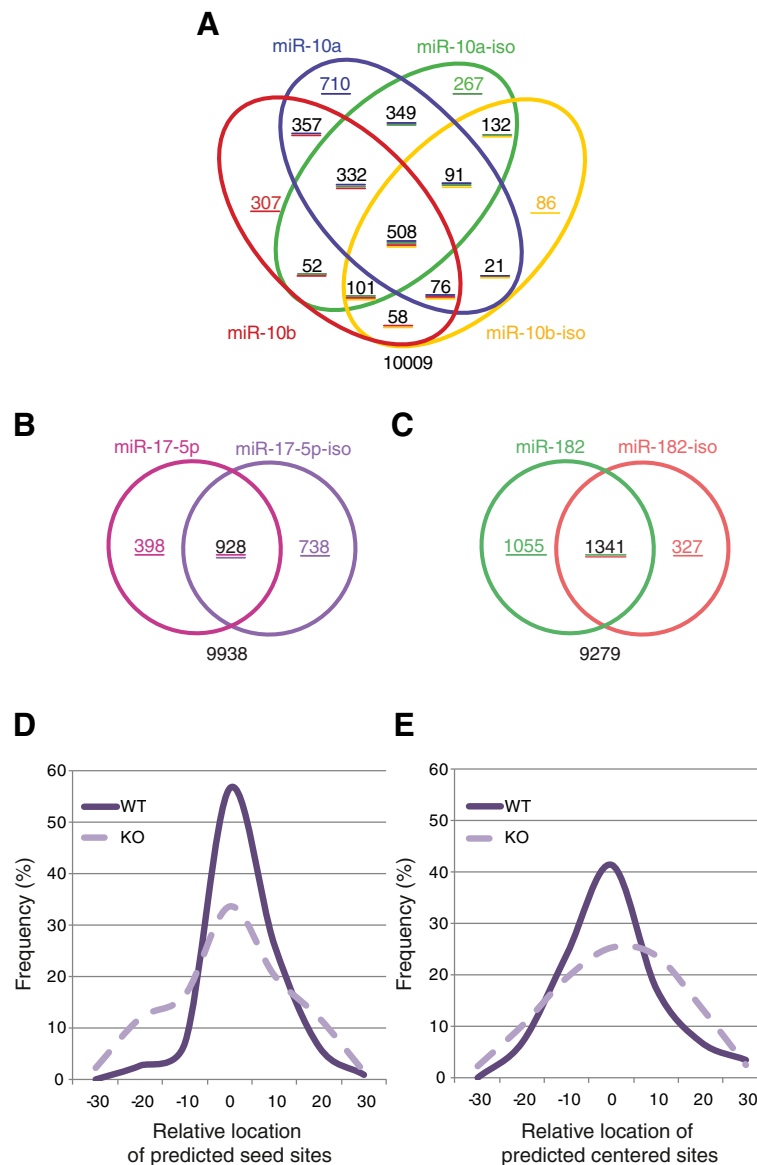 A
miR-10a
miR-10a-iso
710
267
349
357
132
332
91
307
86
508
52
21
101
76
58
miR-10b
miR-10b-iso
10009
B
miR-17-5p
miR-17-5p-iso
398
928
738
9938
C
miR-182
miR-182-iso
1055
1341
327
9279
D
60
50
40
30
20
10
0
Frequency (%)
WT
KO
-30 -20 -10 0 10 20 30
Relative location
of predicted seed sites
E
60
50
40
30
20
10
0
Frequency (%)
WT
KO
-30 -20 -10 0 10 20 30
Relative location of
predicted centered sites